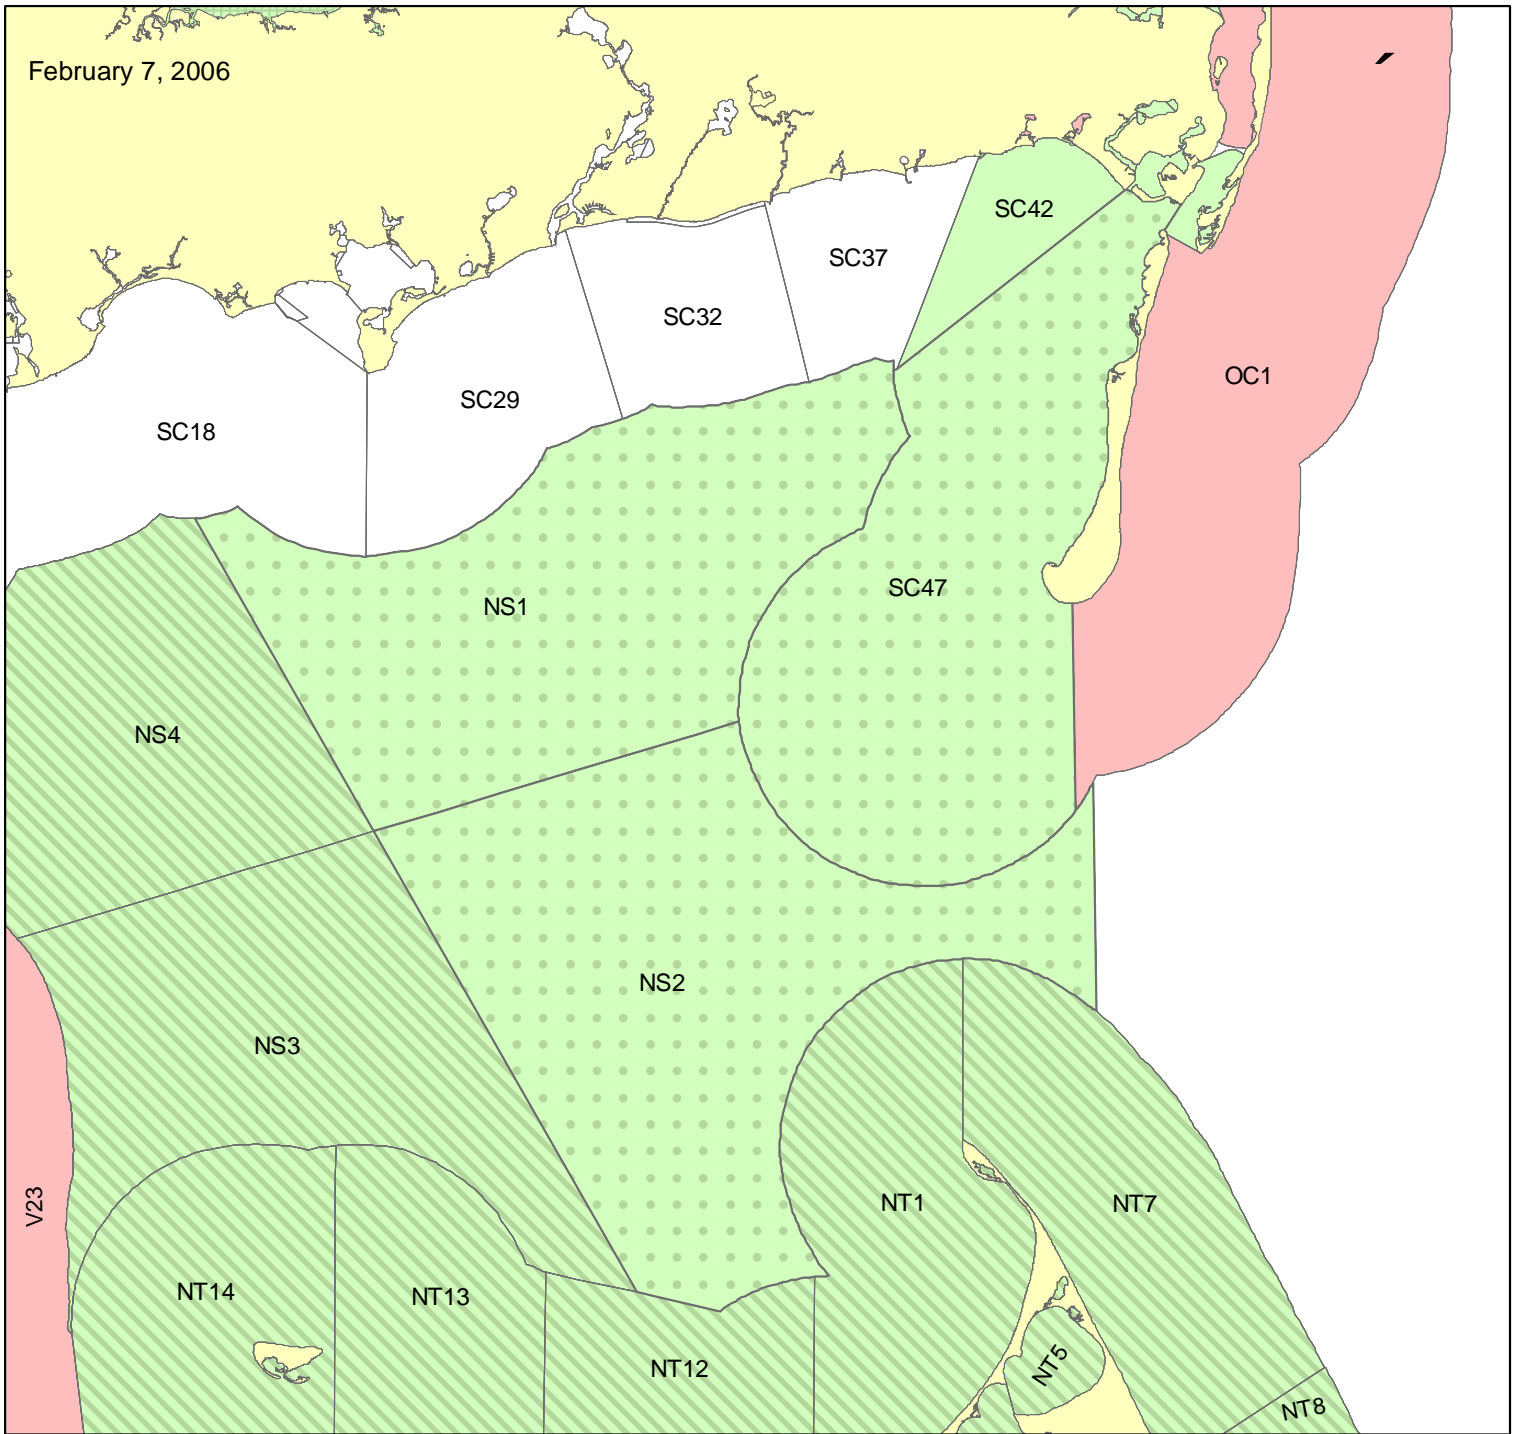 February 7, 2006
SC42
SC37
SC32
OC1
SC29
SC18
SC47
NS1
NS4
NS2
NS3
NT1
NT7
V23
NT14
NT13
NT12
NT5
NT8